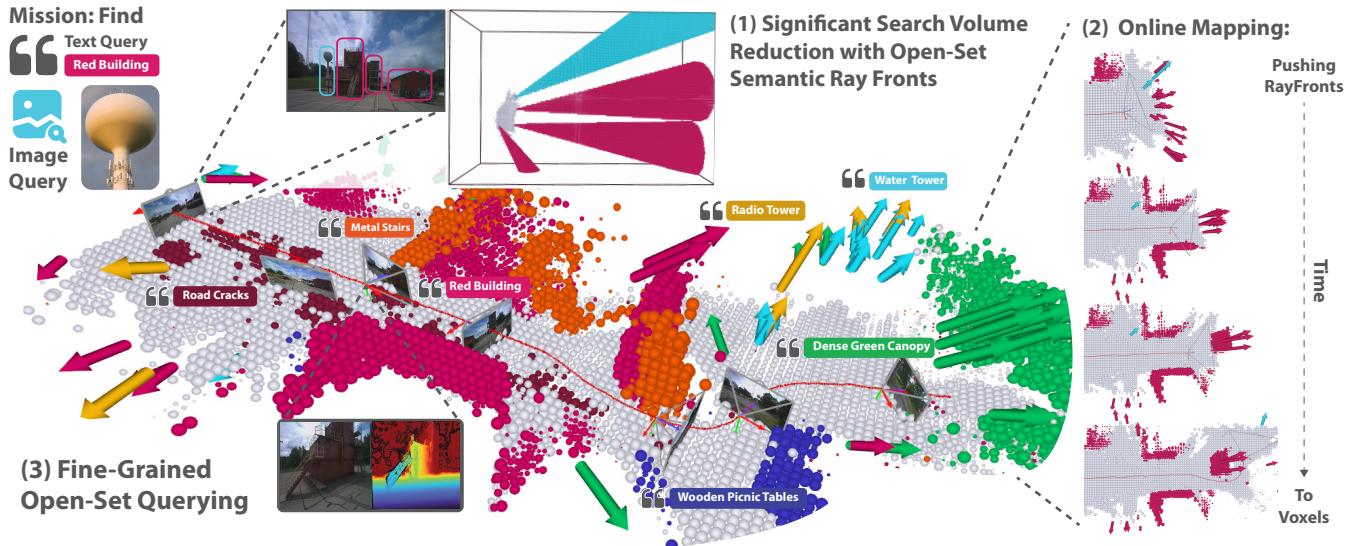 Mission: Find
Text Query
Red Building
Image
Query
(1) Significant Search Volume
Reduction with Open-Set
Semantic Ray Fronts
(2) Online Mapping:
Pushing
RayFronts
Time
To
Voxels
Water Tower
Radio Tower
Metal Stairs
Red Building
Road Cracks
Dense Green Canopy
Wooden Picnic Tables
(3) Fine-Grained
Open-Set Querying